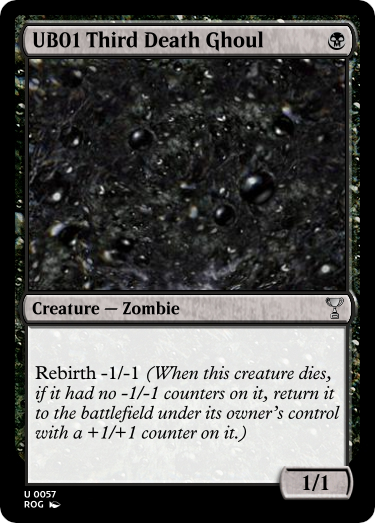 UB01 Third Death Ghoul
Creature — Zombie
Rebirth -1/-1 (When this creature dies,
if it had no -1/-1 counters on it, return it
to the battlefield under its owner's control
with a +1/+1 counter on it.)
1/1
U 0057
ROG